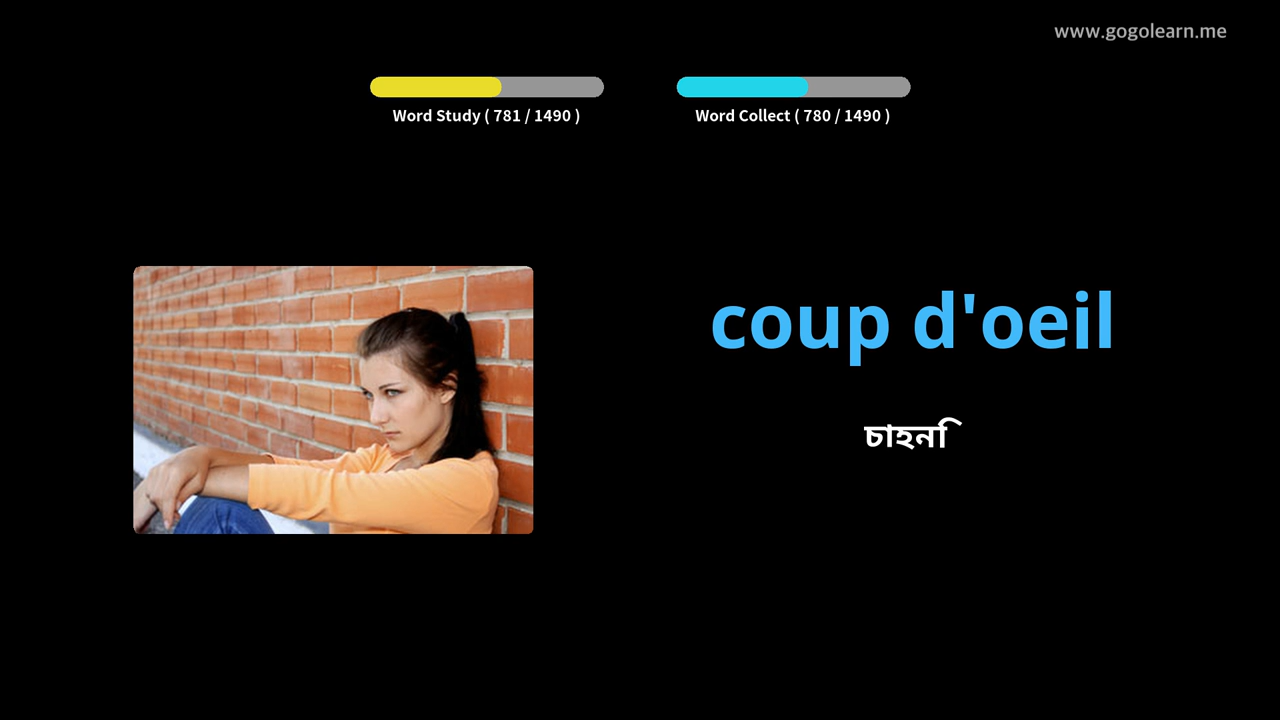 www.gogolearn.me
Word Study ( 781 / 1490 )
Word Collect ( 780 / 1490 )
coup d'oeil
চাহনি